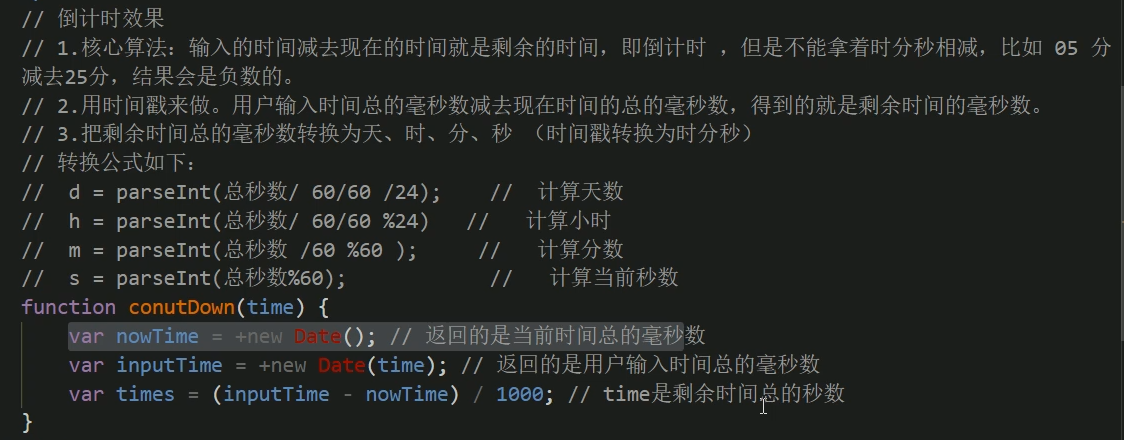 // 倒计时效果
// 1.核心算法：输入的时间减去现在的时间就是剩余的时间，即倒计时 ，但是不能拿着时分秒相减，比如 05 分
减去25分，结果会是负数的。
// 2.用时间戳来做。用户输入时间总的毫秒数减去现在时间的总的毫秒数，得到的就是剩余时间的毫秒数。
// 3.把剩余时间总的毫秒数转换为天、时、分、秒 （时间戳转换为时分秒）
// 转换公式如下：
//  d = parseInt(总秒数/ 60/60 /24);    //  计算天数
//  h = parseInt(总秒数/ 60/60 %24)   //   计算小时
//  m = parseInt(总秒数 /60 %60 );     //   计算分数
//  s = parseInt(总秒数%60);            //   计算当前秒数
function conutDown(time) {
    var nowTime = +new Date(); // 返回的是当前时间总的毫秒数
    var inputTime = +new Date(time); // 返回的是用户输入时间总的毫秒数
    var times = (inputTime - nowTime) / 1000; // time是剩余时间总的秒数
}